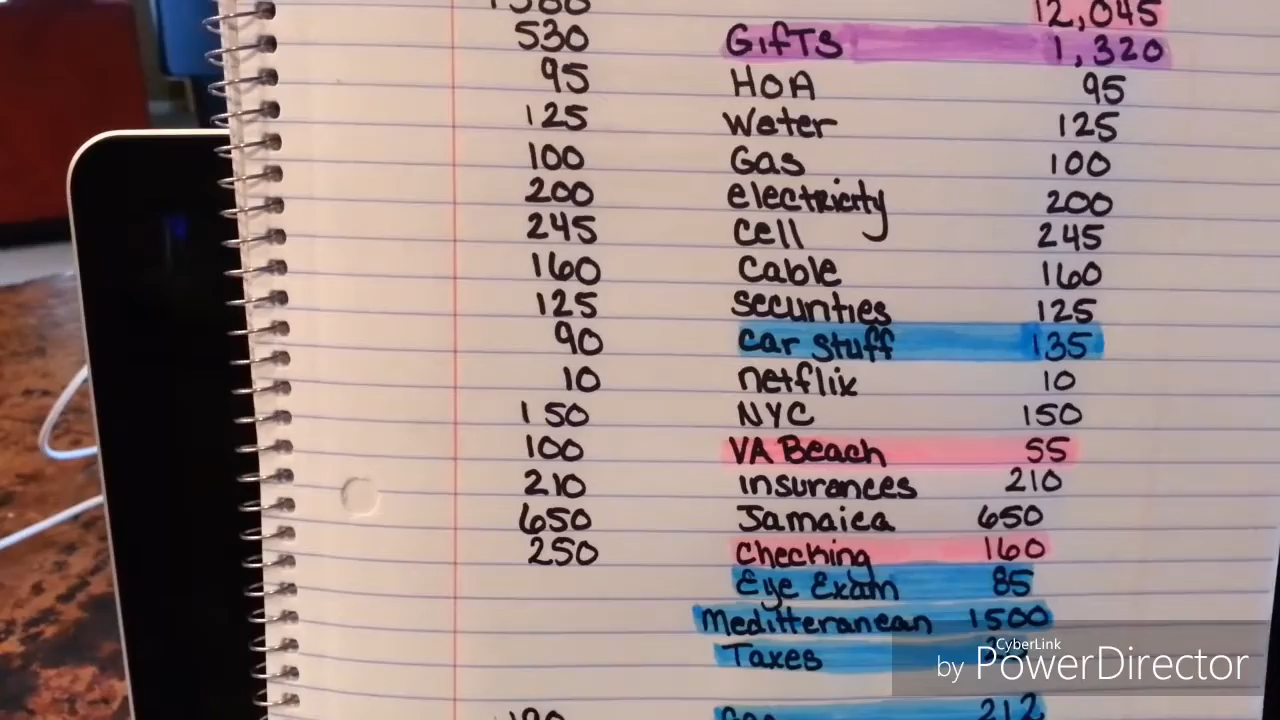 12,045
530 Gifts 1,320
95 HOA 95
125 Water 125
100 Gas 100
200 electricity 200
245 Cell 245
160 Cable 160
125 Securities 125
90 Car Stuff 135
10 netflix 10
150 NYC 150
100 VA Beach 55
210 insurances 210
650 Jamaica 650
250 Checking 160
Eye Exam 85
Meditteranean 1500
Taxes
212
CyberLink
by PowerDirector